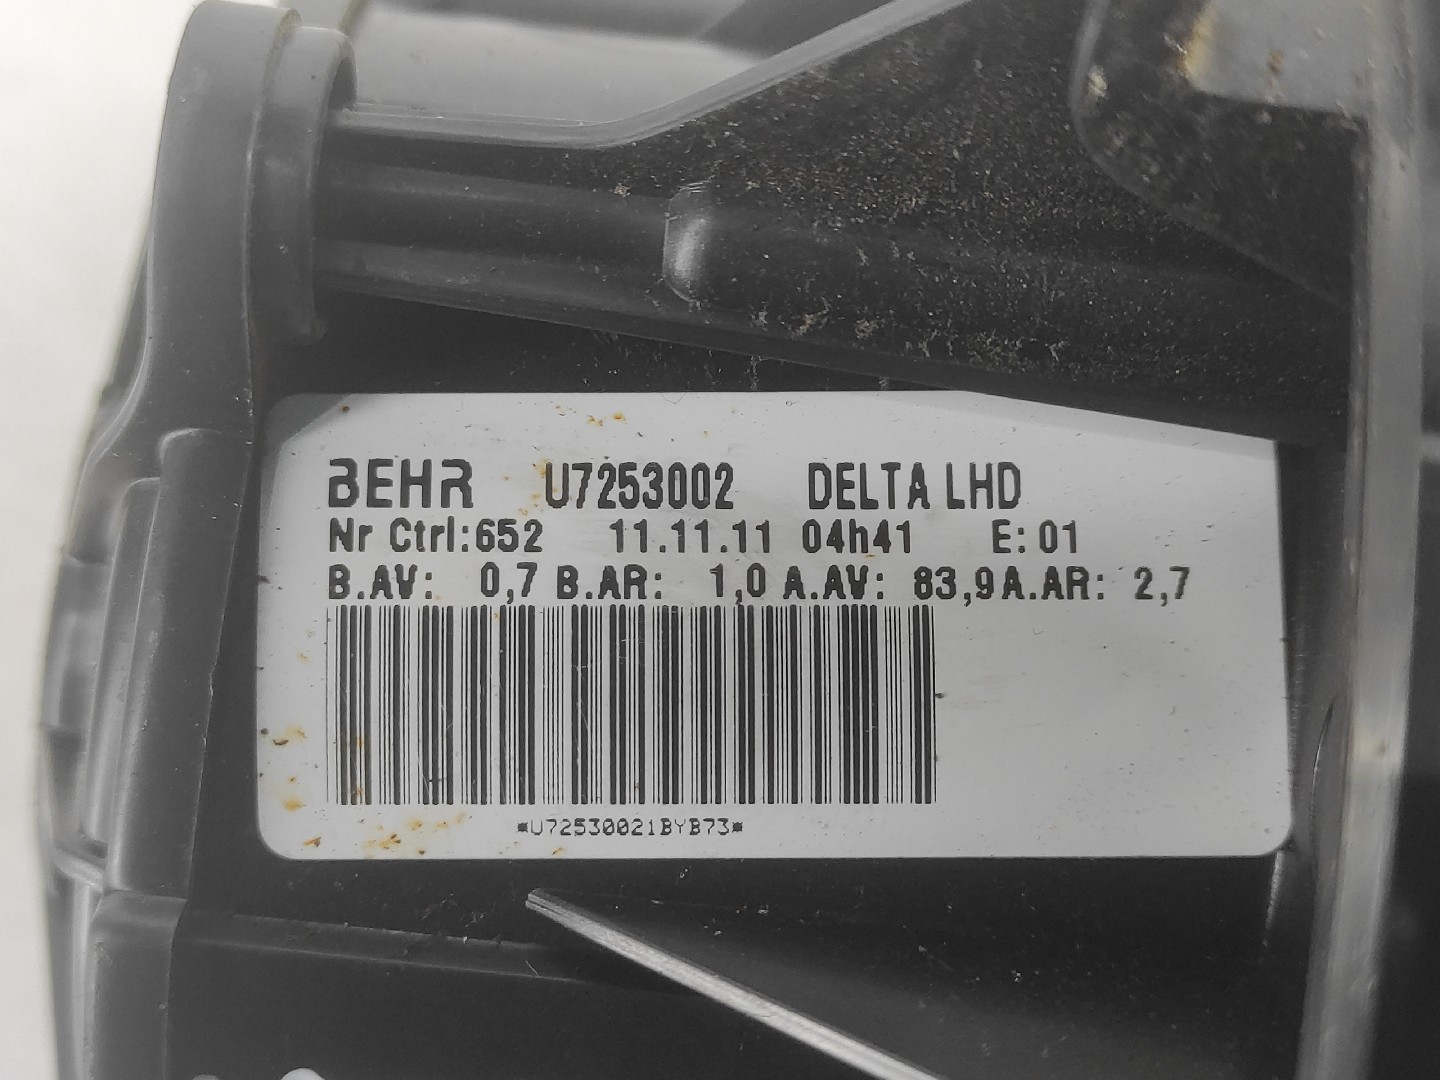 BEHR U7253002 DELTA LHD
Nr Ctrl:652 11.11.11 04h41 E: 01
B.AV: 0,7 B.AR: 1,0 A.AV: 83,9 A.AR: 2,7
*U72530021BYB73*